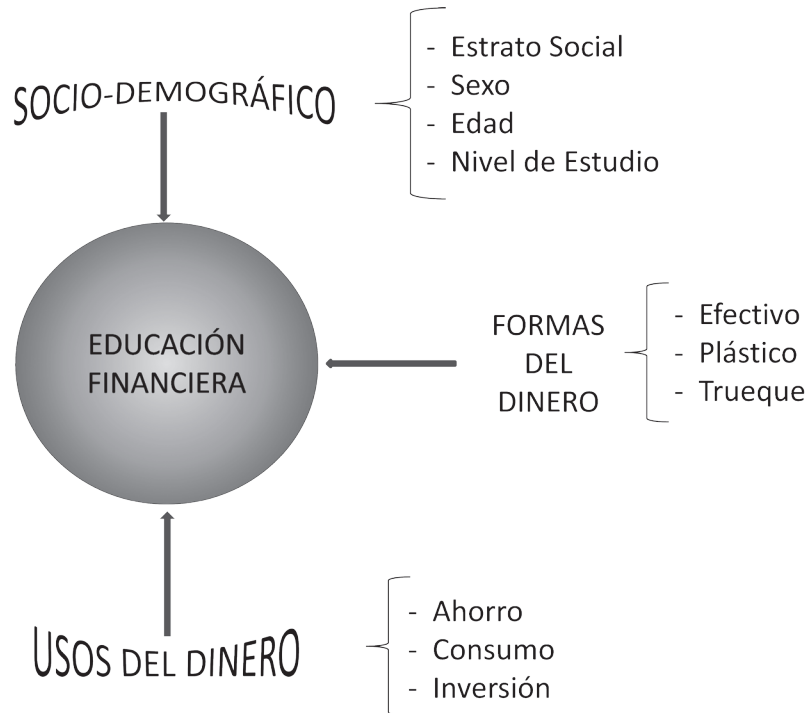 SOCIO-DEMOGRÁFICO
- Estrato Social
- Sexo
- Edad
- Nivel de Estudio
EDUCACIÓN
FINANCIERA
FORMAS
DEL
DINERO
- Efectivo
- Plástico
- Trueque
USOS DEL DINERO
- Ahorro
- Consumo
- Inversión